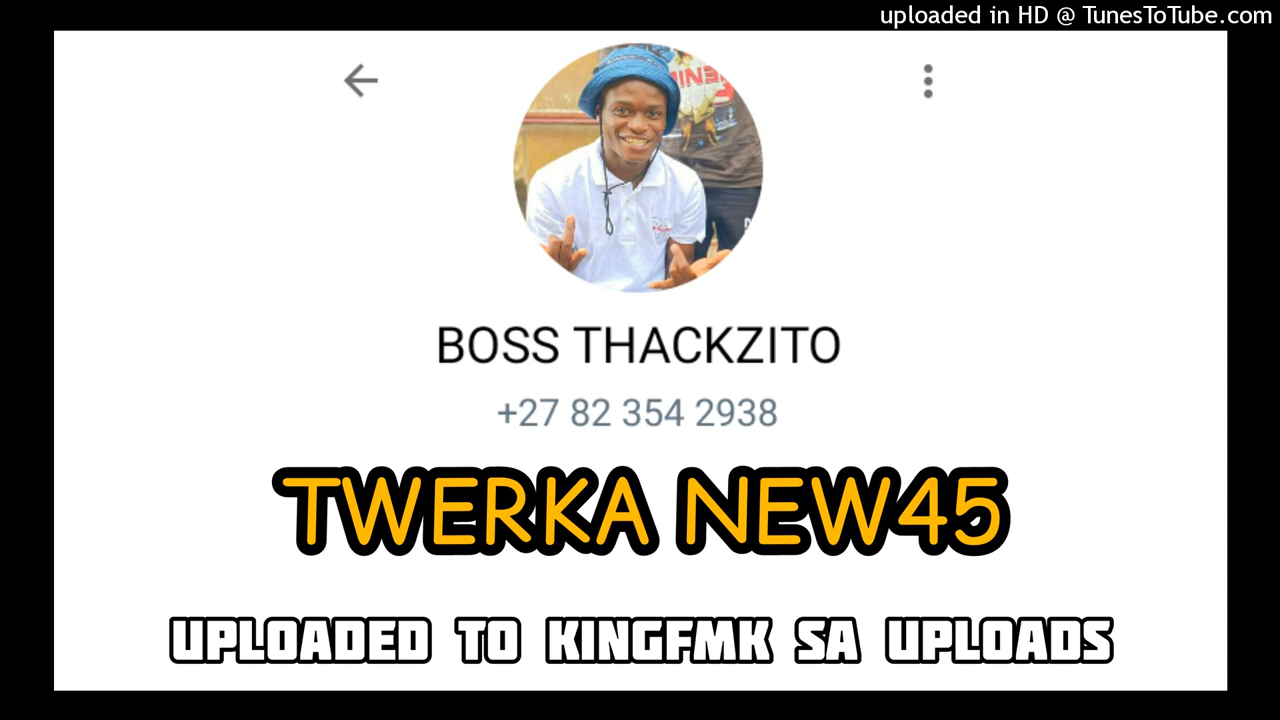 uploaded in HD @ TunesToTube.com
BOSS THACKZITO
+27 82 354 2938
TWERKA NEW45
UPLOADED TO KINGFMK SA UPLOADS